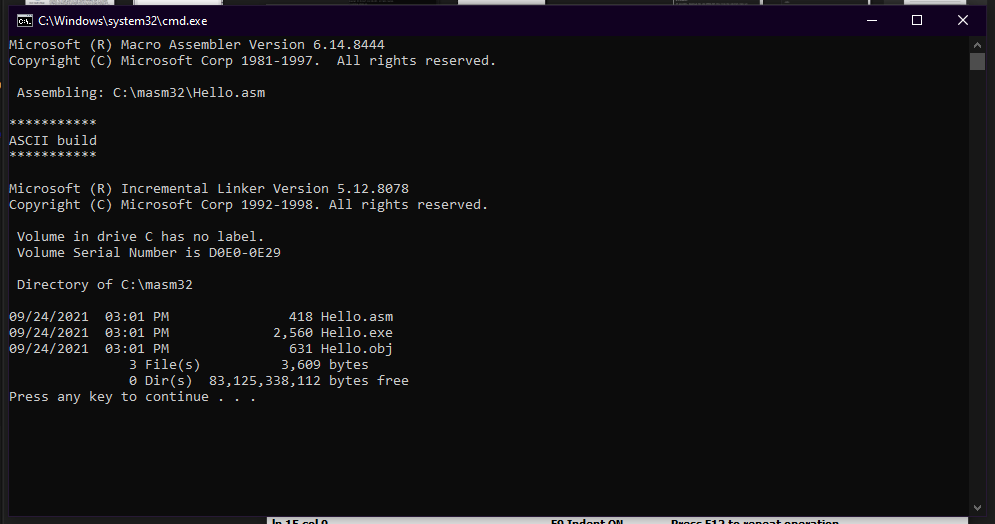 C:\Windows\system32\cmd.exe
Microsoft (R) Macro Assembler Version 6.14.8444
Copyright (C) Microsoft Corp 1981-1997.  All rights reserved.
 Assembling: C:\masm32\Hello.asm
***********
ASCII build
***********
Microsoft (R) Incremental Linker Version 5.12.8078
Copyright (C) Microsoft Corp 1992-1998. All rights reserved.
 Volume in drive C has no label.
 Volume Serial Number is D0E0-0E29
 Directory of C:\masm32
09/24/2021  03:01 PM               418 Hello.asm
09/24/2021  03:01 PM             2,560 Hello.exe
09/24/2021  03:01 PM               631 Hello.obj
               3 File(s)          3,609 bytes
               0 Dir(s)  83,125,338,112 bytes free
Press any key to continue . . .
ln 15 col 9 F9 Indent ON Press F12 to repeat operation